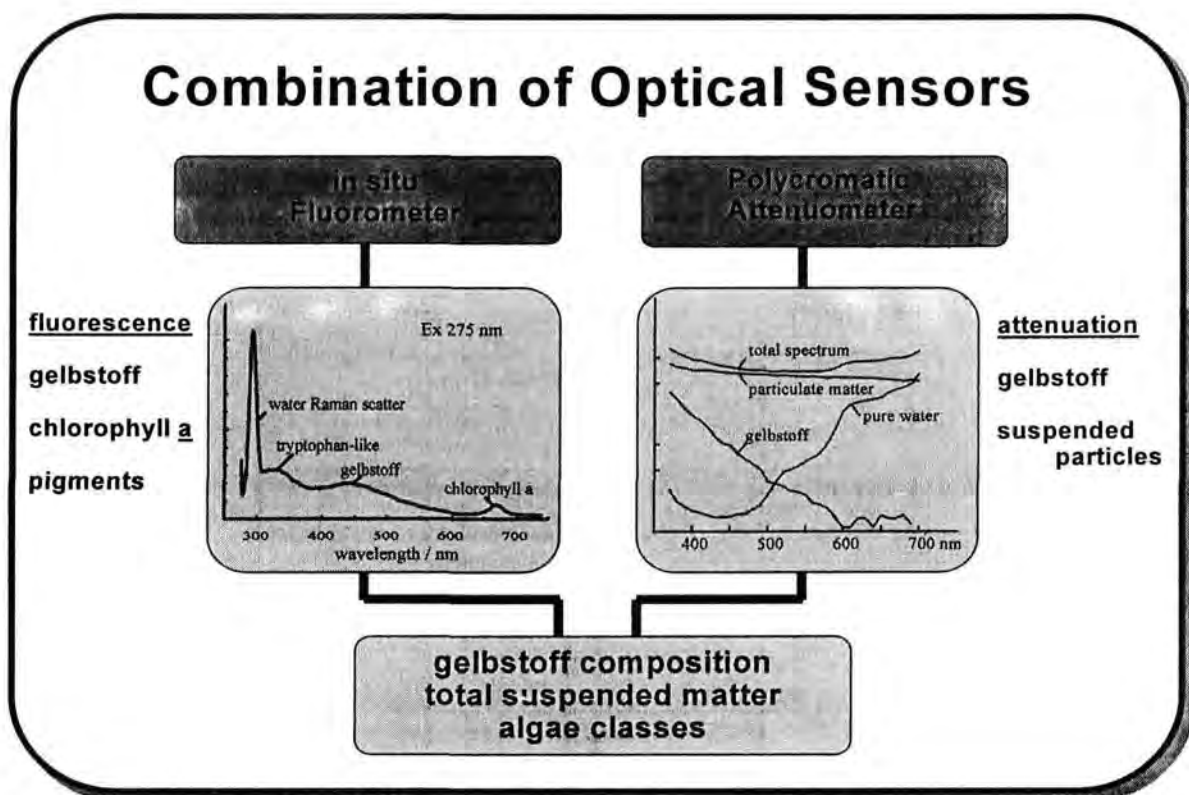 Combination of Optical Sensors
in situ
Fluorometer
Polycromatic
Attenuometer
fluorescence
gelbstoff
chlorophyll a
pigments
Ex 275 nm
water Raman scatter
tryptophan-like
gelbstoff
chlorophyll a
300 400 500 600 700
wavelength / nm
total spectrum
particulate matter
pure water
gelbstoff
400 500 600 700 nm
attenuation
gelbstoff
suspended
particles
gelbstoff composition
total suspended matter
algae classes